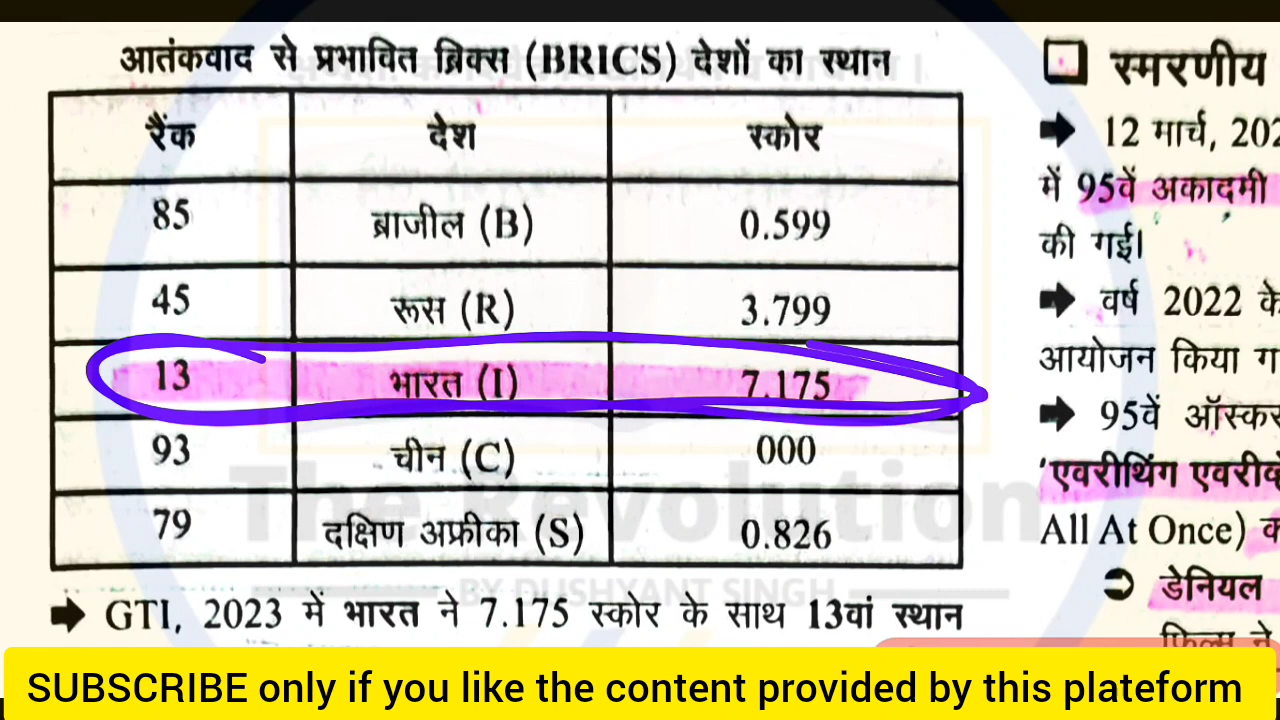 आतंकवाद से प्रभावित ब्रिक्स (BRICS) देशों का स्थान
रैंक देश स्कोर
85 ब्राजील (B) 0.599
45 रूस (R) 3.799
13 भारत (I) 7.175
93 चीन (C) 000
79 दक्षिण अफ्रीका (S) 0.826
The Revolution
BY DUSHYANT SINGH
➡ GTI, 2023 में भारत ने 7.175 स्कोर के साथ 13वां स्थान
❑ स्मरणीय
➡ 12 मार्च, 202
में 95वें अकादमी
की गई।
➡ वर्ष 2022 के
आयोजन किया ग
➡ 95वें ऑस्कर
'एवरीथिंग
All At Once)
➲ डेनियल
SUBSCRIBE only if you like the content provided by this plateform